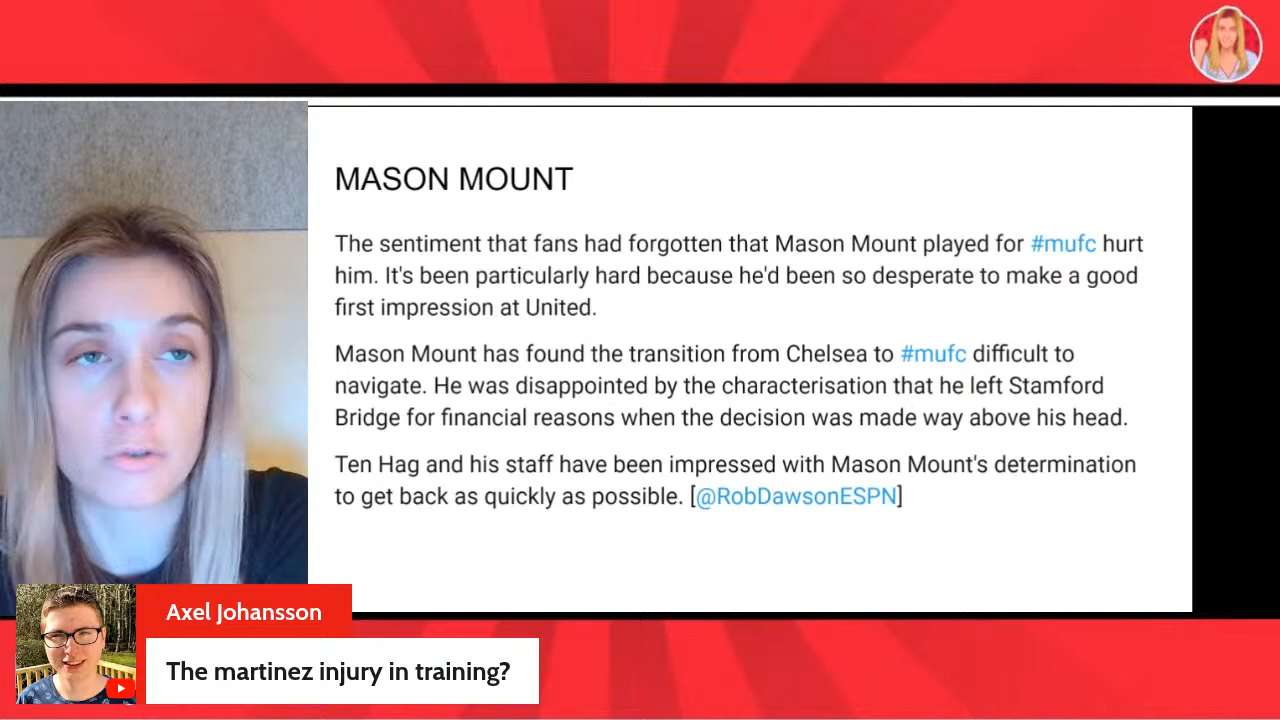 MASON MOUNT
The sentiment that fans had forgotten that Mason Mount played for #mufc hurt
him. It's been particularly hard because he'd been so desperate to make a good
first impression at United.
Mason Mount has found the transition from Chelsea to #mufc difficult to
navigate. He was disappointed by the characterisation that he left Stamford
Bridge for financial reasons when the decision was made way above his head.
Ten Hag and his staff have been impressed with Mason Mount's determination
to get back as quickly as possible. [@RobDawsonESPN]
Axel Johansson
The martinez injury in training?